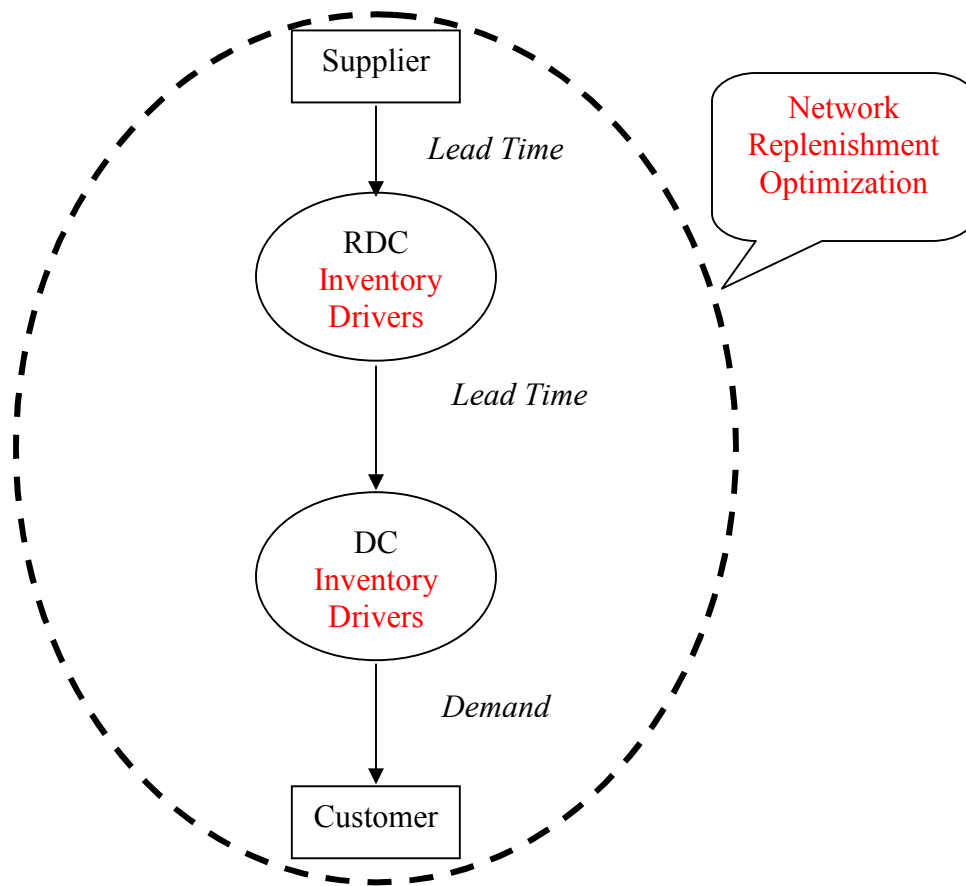 Supplier
Network
Replenishment
Optimization
Lead Time
RDC
Inventory
Drivers
Lead Time
DC
Inventory
Drivers
Demand
Customer